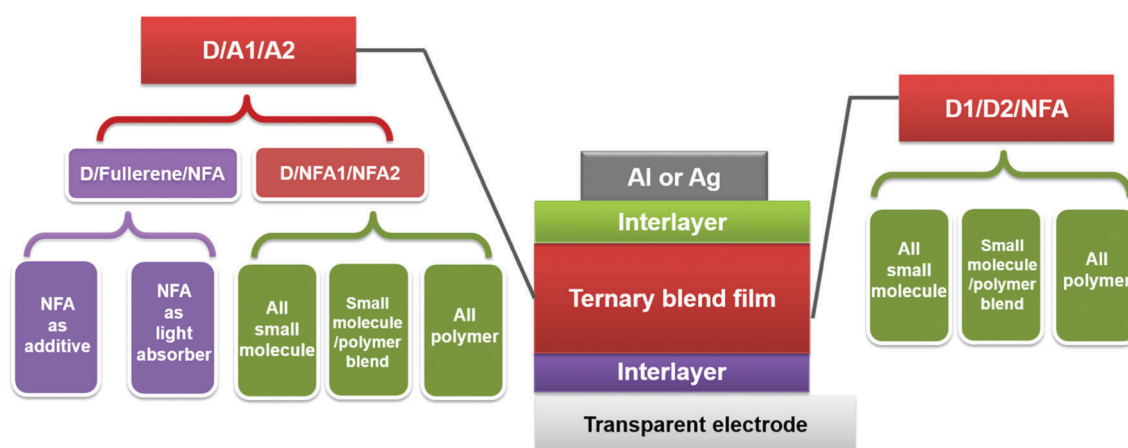 D/A1/A2
D/Fullerene/NFA
D/NFA1/NFA2
NFA
as
additive
NFA
as
light
absorber
All
small
molecule
Small
molecule
/polymer
blend
All
polymer
Al or Ag
Interlayer
Ternary blend film
Interlayer
Transparent electrode
D1/D2/NFA
All
small
molecule
Small
molecule
/polymer
blend
All
polymer